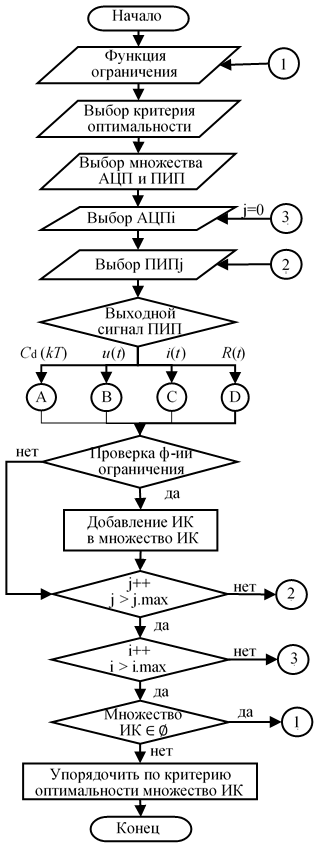 Начало
Функция
ограничения
1
Выбор критерия
оптимальности
Выбор множества
АЦП и ПИП
Выбор АЦПi
j=0
3
Выбор ПИПj
2
Выходной
сигнал ПИП
Cd (kT)
u(t)
i(t)
R(t)
A
B
C
D
нет
Проверка ф-ии
ограничения
да
Добавление ИК
в множество ИК
j++
j > j.max
нет
2
да
i++
i > i.max
нет
3
да
Множество
ИК ∈ ∅
да
1
нет
Упорядочить по критерию
оптимальности множество ИК
Конец